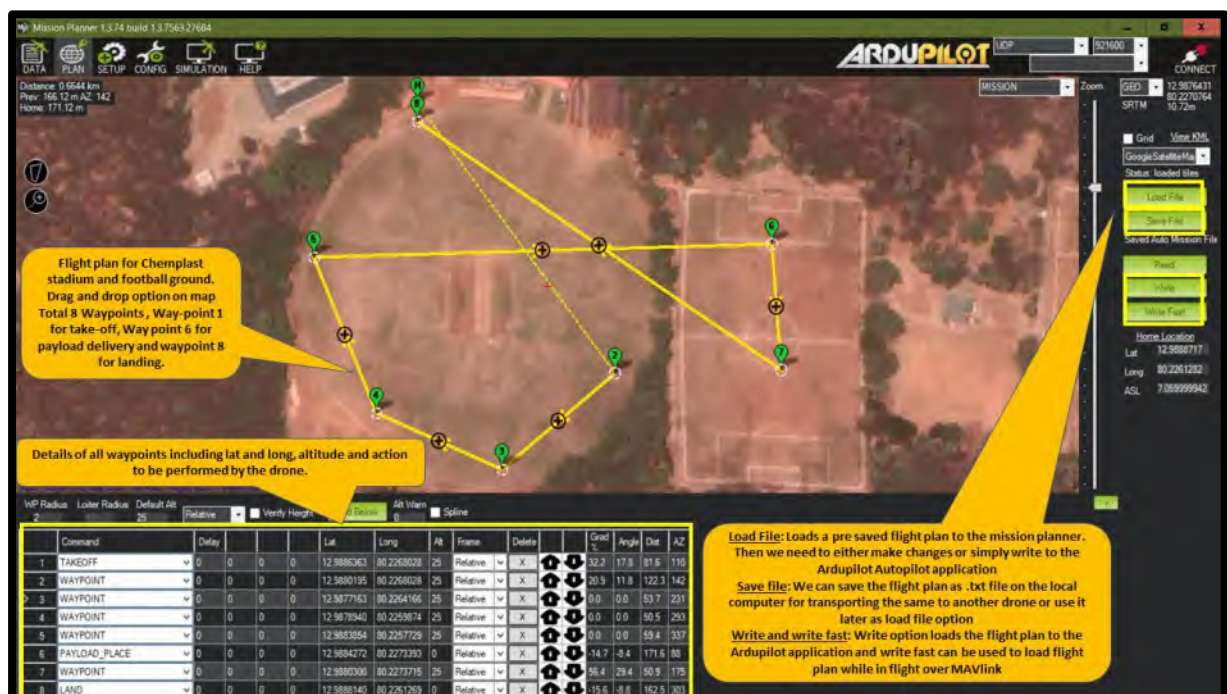 Mission Planner 1.3.74 build 1.3.7563.27684
DATA PLAN SETUP CONFIG SIMULATION HELP
ARDUPILOT
UDP
921600
CONNECT
Distance: 0.6644 km
Prev: 166.12 m AZ: 142
Home: 171.12 m
MISSION
Zoom
GEO
12.9876431
80.2270764
SRTM 10.72m
Grid View KML
GoogleSatelliteMa
Status: loaded tiles
Load File
Save File
Saved Auto Mission File
Read
Write
Write Fast
Home Location
Lat 12.9888717
Long 80.2261282
ASL 7.059999942
H
8
5
6
2
7
4
3
Flight plan for Chemplast
stadium and football ground.
Drag and drop option on map
Total 8 Waypoints , Way-point 1
for take-off, Way point 6 for
payload delivery and waypoint 8
for landing.
Details of all waypoints including lat and long, altitude and action
to be performed by the drone.
WP Radius Loiter Radius Default Alt
2 25 Relative Verify Height Below Alt Warn 0 Spline
Command Delay Lat Long Alt Frame Delete Grad % Angle Dist AZ
1 TAKEOFF 0 0 0 0 12.9886363 80.2268028 25 Relative X 32.2 17.8 81.6 110
2 WAYPOINT 0 0 0 0 12.9880195 80.2268028 25 Relative X 20.9 11.8 122.3 142
3 WAYPOINT 0 0 0 0 12.9877163 80.2264166 25 Relative X 0.0 0.0 53.7 231
4 WAYPOINT 0 0 0 0 12.9878940 80.2259874 25 Relative X 0.0 0.0 50.5 293
5 WAYPOINT 0 0 0 0 12.9883854 80.2257729 25 Relative X 0.0 0.0 59.4 337
6 PAYLOAD_PLACE 0 0 0 0 12.9884272 80.2273393 0 Relative X -14.7 -8.4 171.6 88
7 WAYPOINT 0 0 0 0 12.9880300 80.2273715 25 Relative X 56.4 29.4 50.9 175
8 LAND 0 0 0 0 12.9888140 80.2261269 0 Relative X -15.6 -8.8 162.5 303
Load File: Loads a pre saved flight plan to the mission planner.
Then we need to either make changes or simply write to the
Ardupilot Autopilot application
Save file: We can save the flight plan as .txt file on the local
computer for transporting the same to another drone or use it
later as load file option
Write and write fast: Write option loads the flight plan to the
Ardupilot application and write fast can be used to load flight
plan while in flight over MAVlink